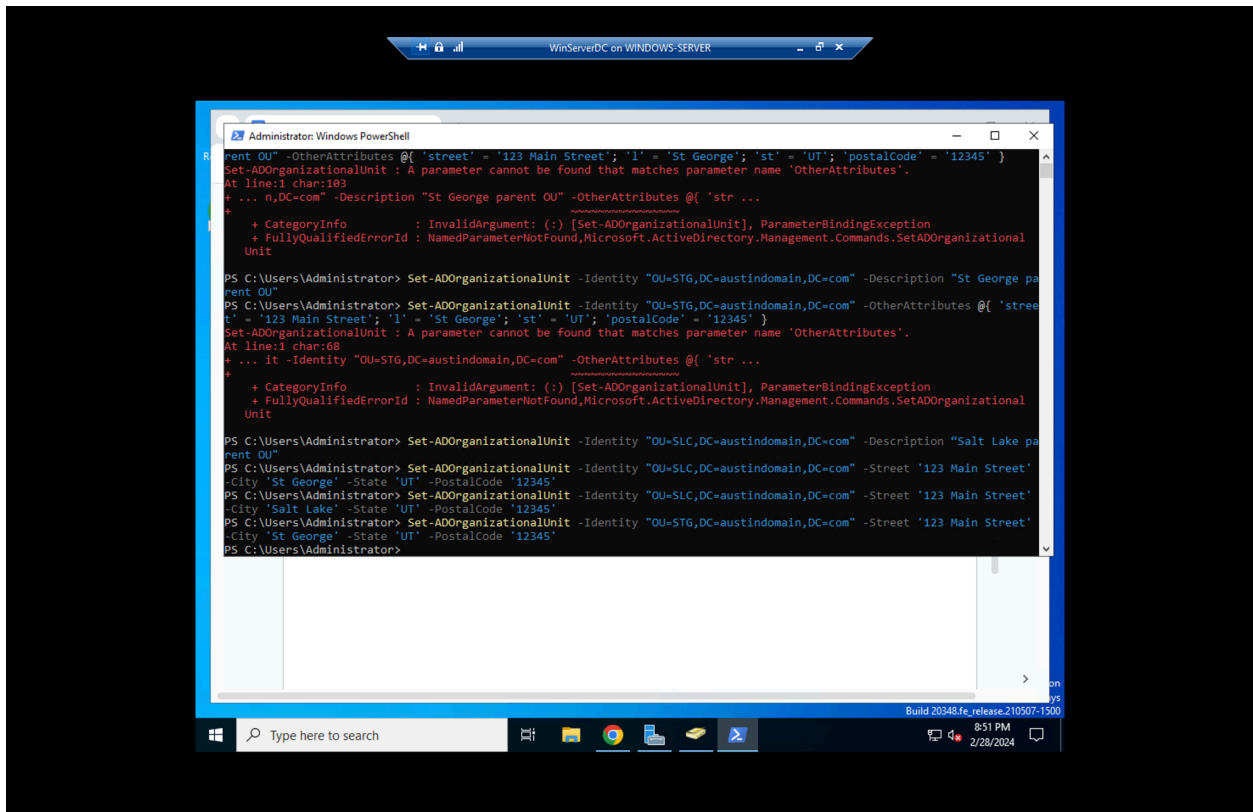 WinServerDC on WINDOWS-SERVER
Administrator: Windows PowerShell
rent OU" -OtherAttributes @{ 'street' = '123 Main Street'; 'l' = 'St George'; 'st' = 'UT'; 'postalCode' = '12345' }
Set-ADOrganizationalUnit : A parameter cannot be found that matches parameter name 'OtherAttributes'.
At line:1 char:103
+ ... n,DC=com" -Description "St George parent OU" -OtherAttributes @{ 'str ...
+ ~~~~~~~~~~~~~~~~
+ CategoryInfo : InvalidArgument: (:) [Set-ADOrganizationalUnit], ParameterBindingException
+ FullyQualifiedErrorId : NamedParameterNotFound,Microsoft.ActiveDirectory.Management.Commands.SetADOrganizational
Unit
PS C:\Users\Administrator> Set-ADOrganizationalUnit -Identity "OU=STG,DC=austindomain,DC=com" -Description "St George pa
rent OU"
PS C:\Users\Administrator> Set-ADOrganizationalUnit -Identity "OU=STG,DC=austindomain,DC=com" -OtherAttributes @{ 'stree
t' = '123 Main Street'; 'l' = 'St George'; 'st' = 'UT'; 'postalCode' = '12345' }
Set-ADOrganizationalUnit : A parameter cannot be found that matches parameter name 'OtherAttributes'.
At line:1 char:68
+ ... it -Identity "OU=STG,DC=austindomain,DC=com" -OtherAttributes @{ 'str ...
+ ~~~~~~~~~~~~~~~~
+ CategoryInfo : InvalidArgument: (:) [Set-ADOrganizationalUnit], ParameterBindingException
+ FullyQualifiedErrorId : NamedParameterNotFound,Microsoft.ActiveDirectory.Management.Commands.SetADOrganizational
Unit
PS C:\Users\Administrator> Set-ADOrganizationalUnit -Identity "OU=SLC,DC=austindomain,DC=com" -Description “Salt Lake pa
rent OU"
PS C:\Users\Administrator> Set-ADOrganizationalUnit -Identity "OU=SLC,DC=austindomain,DC=com" -Street '123 Main Street'
-City 'St George' -State 'UT' -PostalCode '12345'
PS C:\Users\Administrator> Set-ADOrganizationalUnit -Identity "OU=SLC,DC=austindomain,DC=com" -Street '123 Main Street'
-City 'Salt Lake' -State 'UT' -PostalCode '12345'
PS C:\Users\Administrator> Set-ADOrganizationalUnit -Identity "OU=STG,DC=austindomain,DC=com" -Street '123 Main Street'
-City 'St George' -State 'UT' -PostalCode '12345'
PS C:\Users\Administrator>
Build 20348.fe_release.210507-1500
Type here to search
8:51 PM
2/28/2024